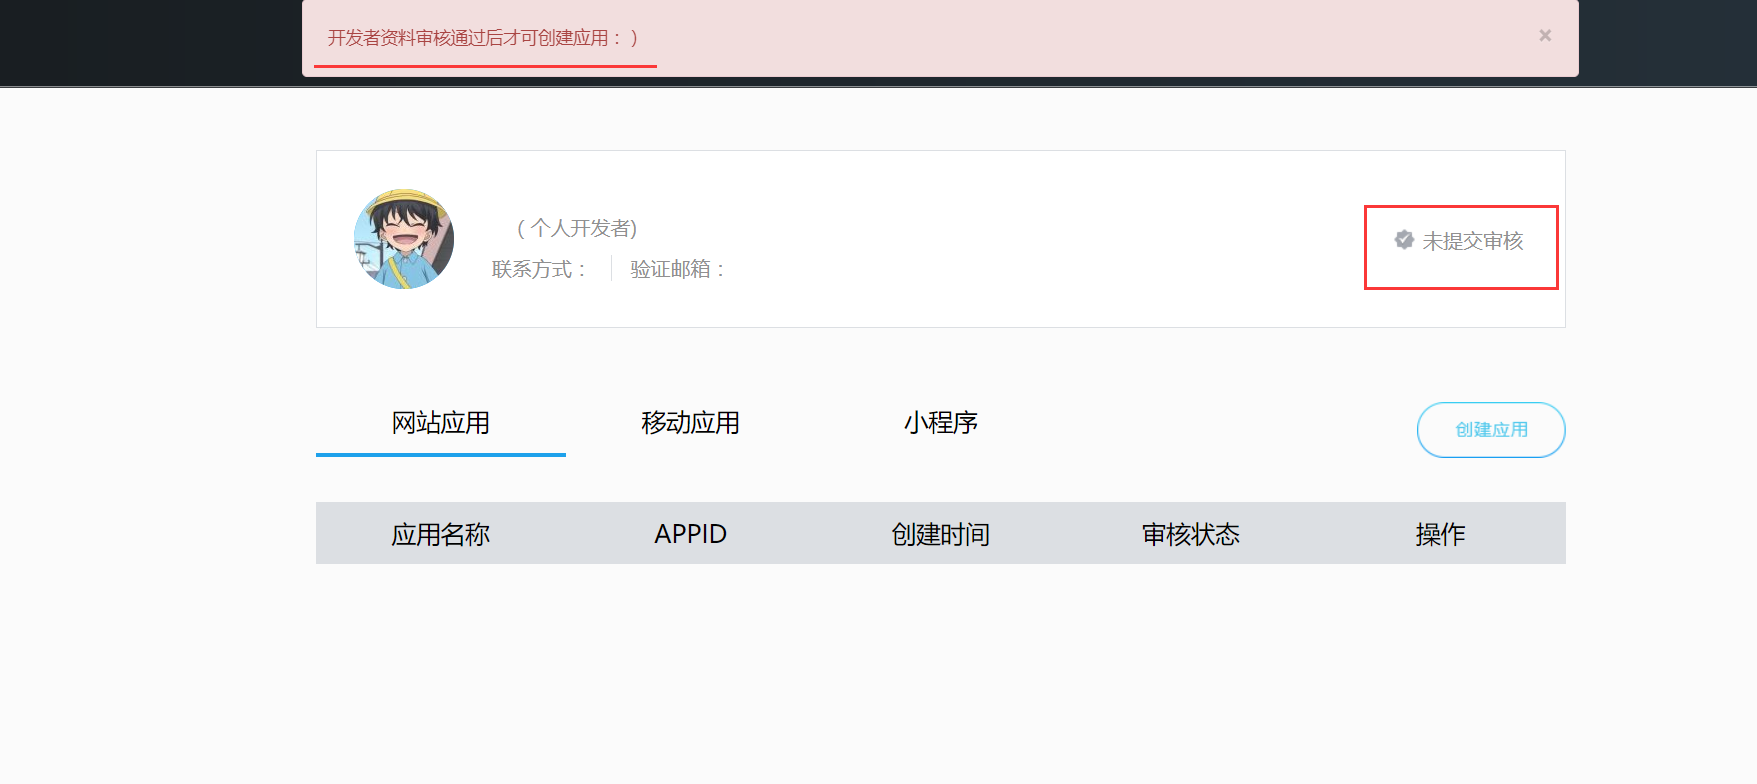 开发者资料审核通过后才可创建应用：）
×
( 个人开发者)
未提交审核
联系方式： 验证邮箱：
网站应用 移动应用 小程序 创建应用
应用名称 APPID 创建时间 审核状态 操作